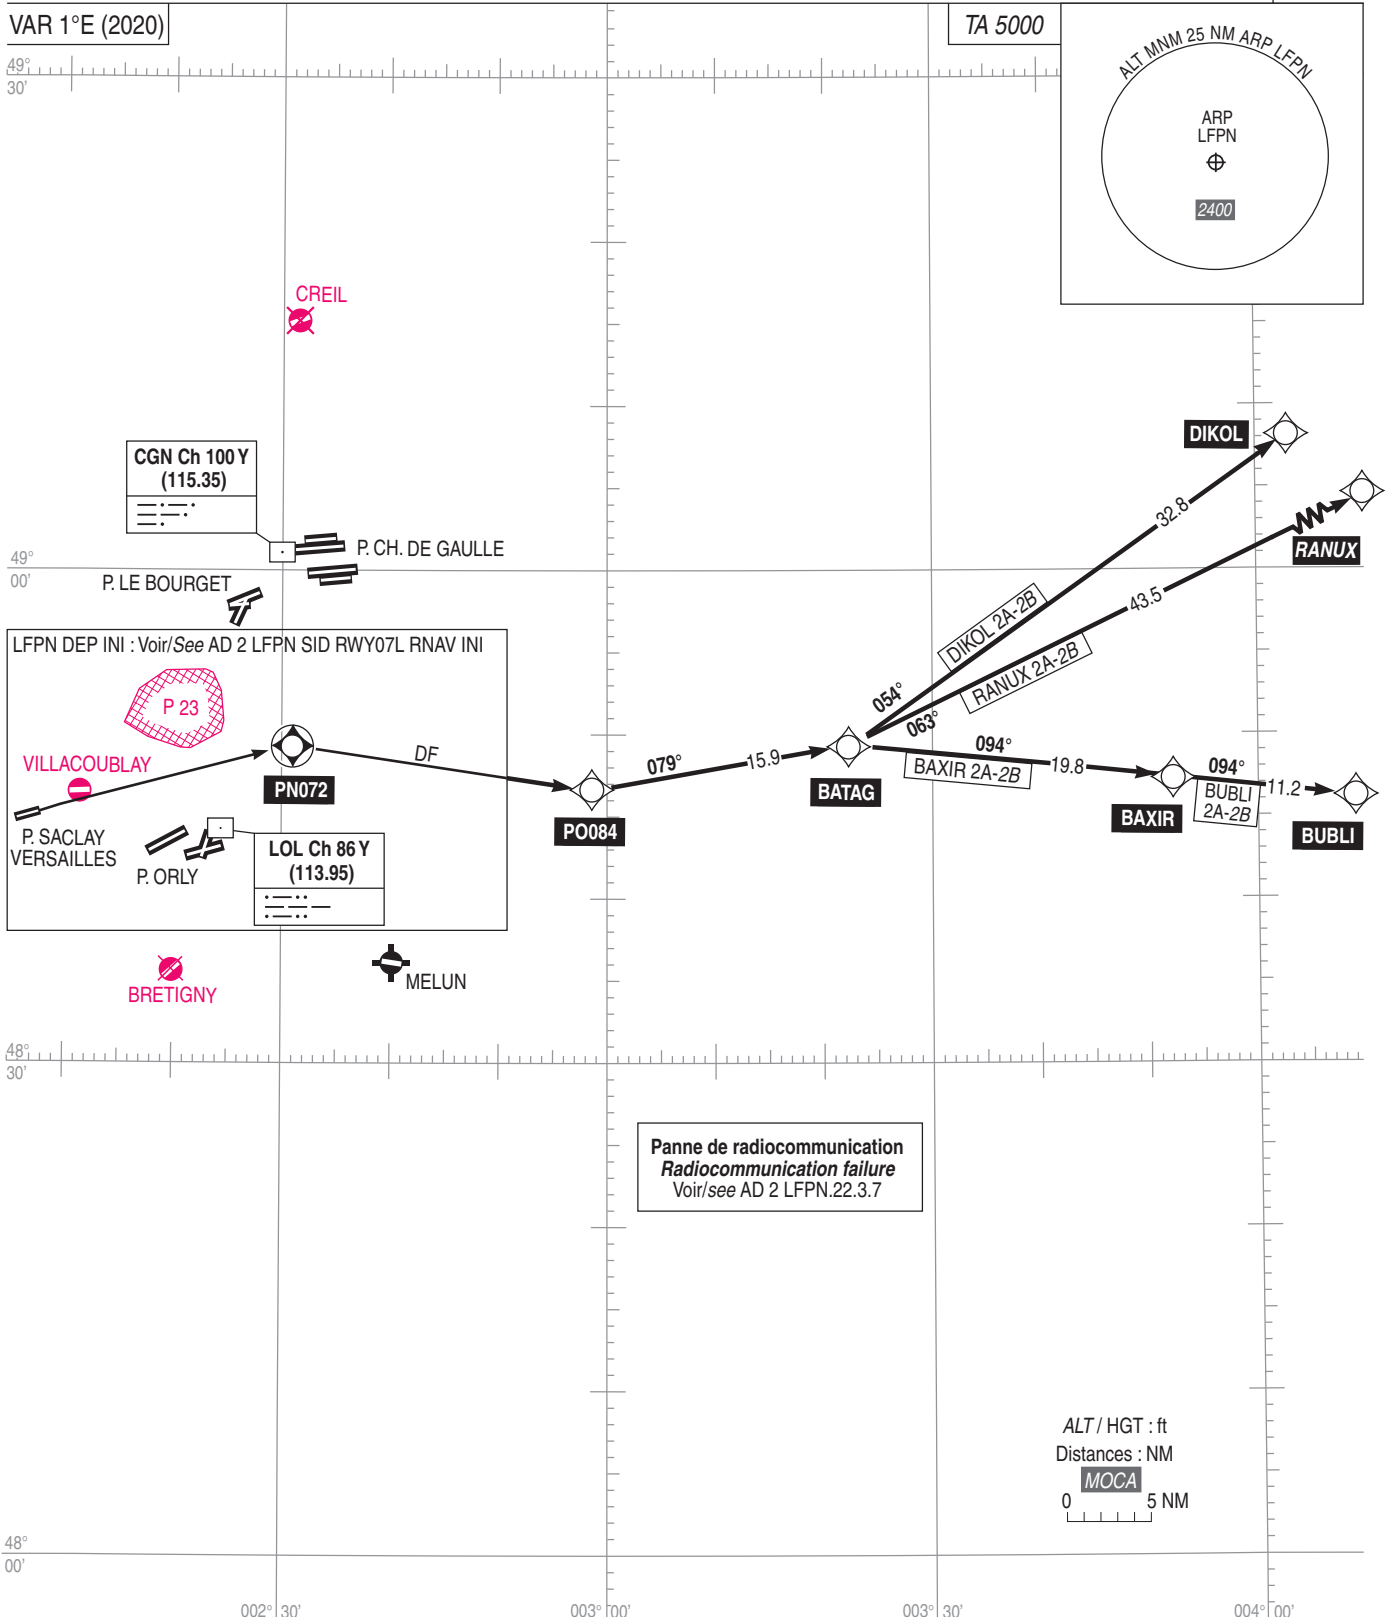 VAR 1°E (2020)
TA 5000
49°
30'
ALT MNM 25 NM ARP LFPN
ARP
LFPN
2400
CREIL
CGN Ch 100 Y
(115.35)
P. CH. DE GAULLE
49°
00'
P. LE BOURGET
DIKOL
RANUX
32.8
43.5
DIKOL 2A-2B
RANUX 2A-2B
LFPN DEP INI : Voir/See AD 2 LFPN SID RWY07L RNAV INI
P 23
VILLACOUBLAY
PN072
DF
P. SACLAY
VERSAILLES
P. ORLY
LOL Ch 86 Y
(113.95)
PO084
079°
15.9
BATAG
054°
063°
094°
19.8
BAXIR 2A-2B
BAXIR
094°
11.2
BUBLI
2A-2B
BUBLI
BRETIGNY
MELUN
48°
30'
Panne de radiocommunication
Radiocommunication failure
Voir/see AD 2 LFPN.22.3.7
ALT / HGT : ft
Distances : NM
MOCA
0 5 NM
48°
00'
002° 30'
003° 00'
003° 30'
004° 00'